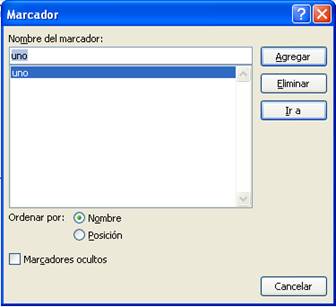 Marcador
Nombre del marcador:
uno
Agregar
uno
Eliminar
Ir a
Ordenar por:
Nombre
Posición
Marcadores ocultos
Cancelar